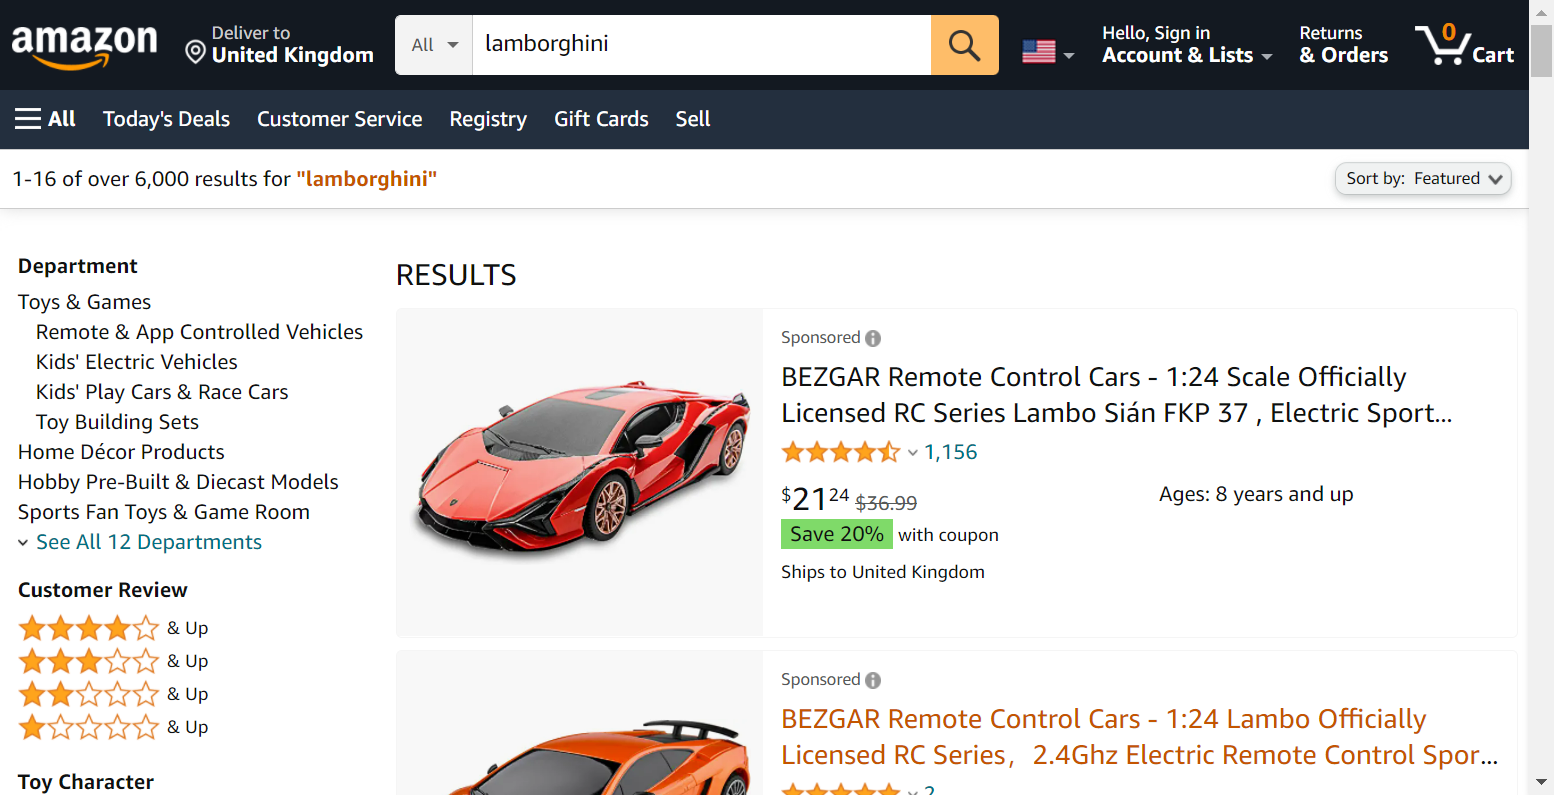 amazon
Deliver to
United Kingdom
All
lamborghini
Hello, Sign in
Account & Lists
Returns
& Orders
0
Cart
All
Today's Deals
Customer Service
Registry
Gift Cards
Sell
1-16 of over 6,000 results for "lamborghini"
Sort by: Featured
Department
Toys & Games
Remote & App Controlled Vehicles
Kids' Electric Vehicles
Kids' Play Cars & Race Cars
Toy Building Sets
Home Décor Products
Hobby Pre-Built & Diecast Models
Sports Fan Toys & Game Room
See All 12 Departments
Customer Review
& Up
& Up
& Up
& Up
Toy Character
RESULTS
Sponsored
BEZGAR Remote Control Cars - 1:24 Scale Officially
Licensed RC Series Lambo Sián FKP 37 , Electric Sport...
1,156
$21 24 $36.99
Save 20% with coupon
Ships to United Kingdom
Ages: 8 years and up
Sponsored
BEZGAR Remote Control Cars - 1:24 Lambo Officially
Licensed RC Series，2.4Ghz Electric Remote Control Spor...
2